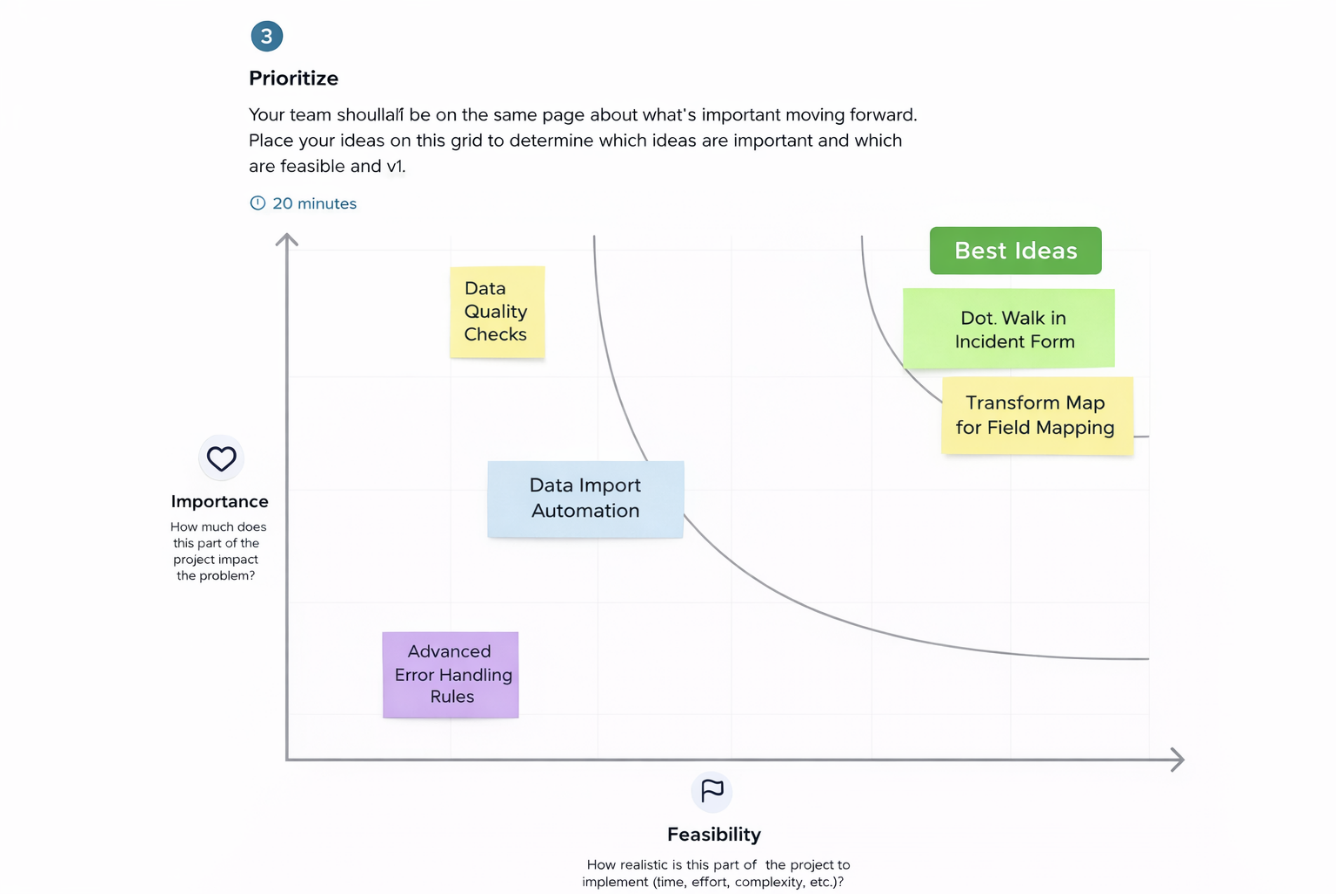 3
Prioritize
Your team shoullaĺf be on the same page about what's important moving forward.
Place your ideas on this grid to determine which ideas are important and which
are feasible and v1.
20 minutes
Best Ideas
Data
Quality
Checks
Dot. Walk in
Incident Form
Transform Map
for Field Mapping
Data Import
Automation
Importance
How much does
this part of the
project impact
the problem?
Advanced
Error Handling
Rules
Feasibility
How realistic is this part of the project to
implement (time, effort, complexity, etc.)?